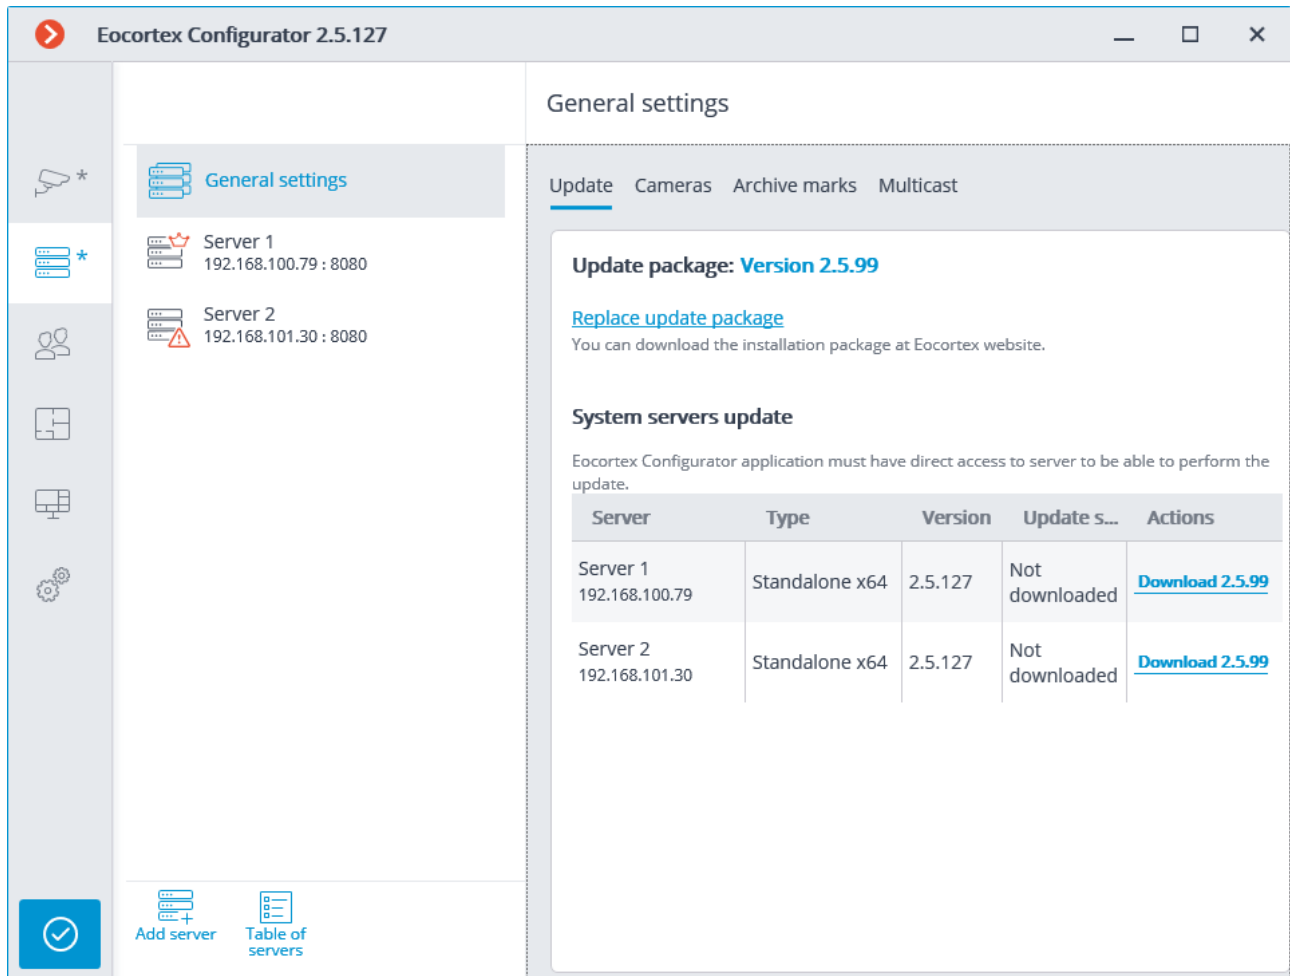 Eocortex Configurator 2.5.127
General settings
*
General settings
*
Server 1
192.168.100.79 : 8080
Server 2
192.168.101.30 : 8080
Add server
Table of
servers
Update Cameras Archive marks Multicast
Update package: Version 2.5.99
Replace update package
You can download the installation package at Eocortex website.
System servers update
Eocortex Configurator application must have direct access to server to be able to perform the
update.
Server Type Version Update s... Actions
Server 1
192.168.100.79
Standalone x64
2.5.127
Not
downloaded
Download 2.5.99
Server 2
192.168.101.30
Standalone x64
2.5.127
Not
downloaded
Download 2.5.99